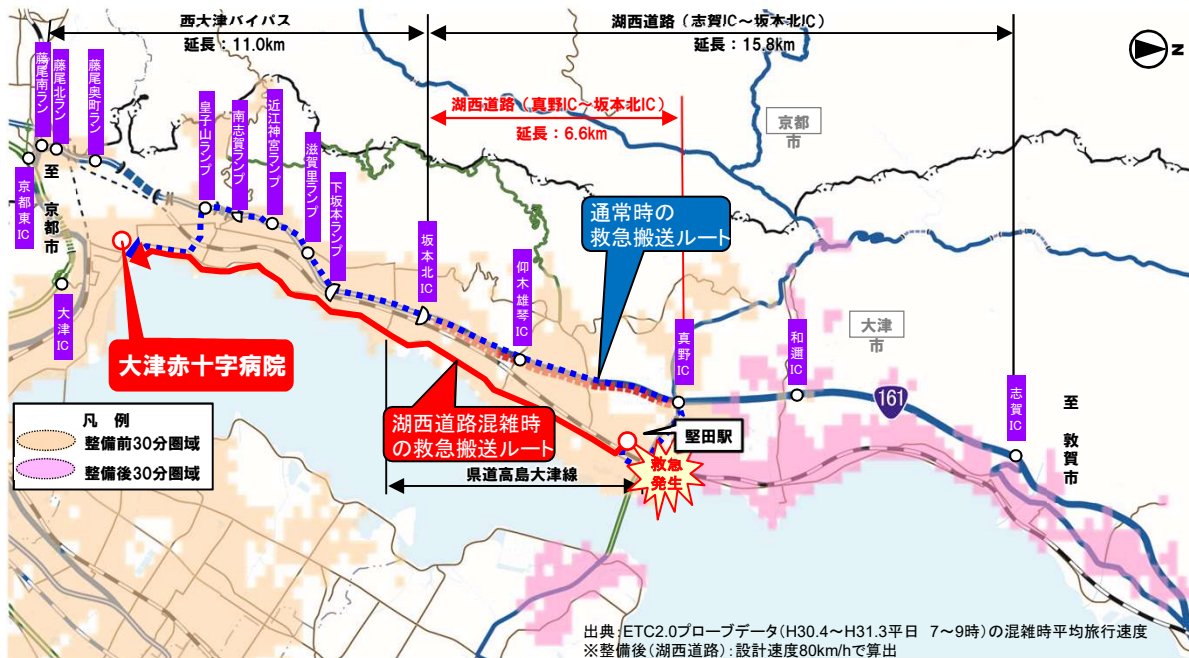 西大津バイパス
延長：11.0km
湖西道路（志賀IC～坂本北IC）
延長：15.8km
N
湖西道路（真野IC～坂本北IC）
延長：6.6km
京都
市
藤尾南ラン
藤尾北ラン
藤尾奥町ラン
皇子山ランプ
南志賀ランプ
近江神宮ランプ
滋賀里ランプ
下坂本ランプ
坂本北IC
仰木雄琴IC
真野IC
和邇IC
志賀IC
京都東IC
至 京都市
大津IC
通常時の
救急搬送ルート
大津
市
161
至 敦賀市
大津赤十字病院
湖西道路混雑時
の救急搬送ルート
堅田駅
救急
発生
県道高島大津線
凡 例
整備前30分圏域
整備後30分圏域
出典：ETC2.0プローブデータ(H30.4～H31.3平日 7～9時)の混雑時平均旅行速度
※整備後(湖西道路)：設計速度80km/hで算出